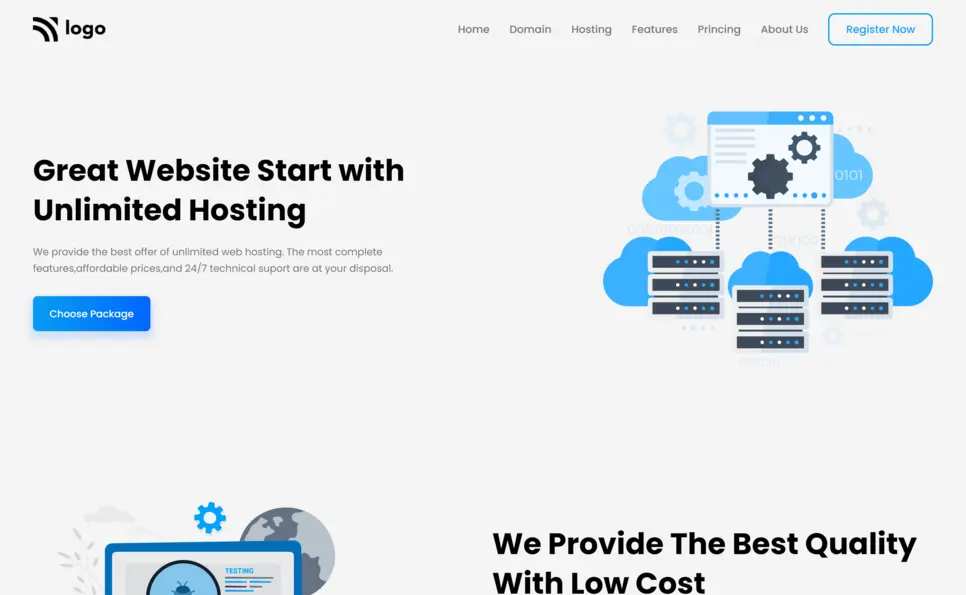 logo
Home Domain Hosting Features Princing About Us Register Now
Great Website Start with
Unlimited Hosting
We provide the best offer of unlimited web hosting. The most complete
features,affordable prices,and 24/7 technical suport are at your disposal.
Choose Package
We Provide The Best Quality
With Low Cost
TESTING